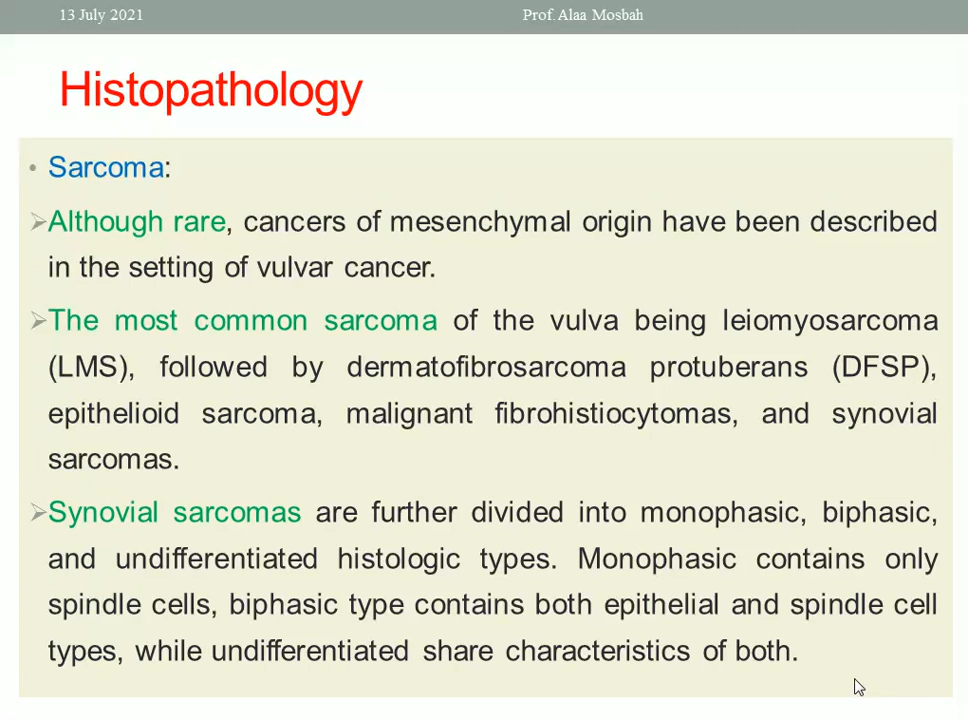 13 July 2021 Prof. Alaa Mosbah
Histopathology
• Sarcoma:
➢Although rare, cancers of mesenchymal origin have been described
in the setting of vulvar cancer.
➢The most common sarcoma of the vulva being leiomyosarcoma
(LMS), followed by dermatofibrosarcoma protuberans (DFSP),
epithelioid sarcoma, malignant fibrohistiocytomas, and synovial
sarcomas.
➢Synovial sarcomas are further divided into monophasic, biphasic,
and undifferentiated histologic types. Monophasic contains only
spindle cells, biphasic type contains both epithelial and spindle cell
types, while undifferentiated share characteristics of both.